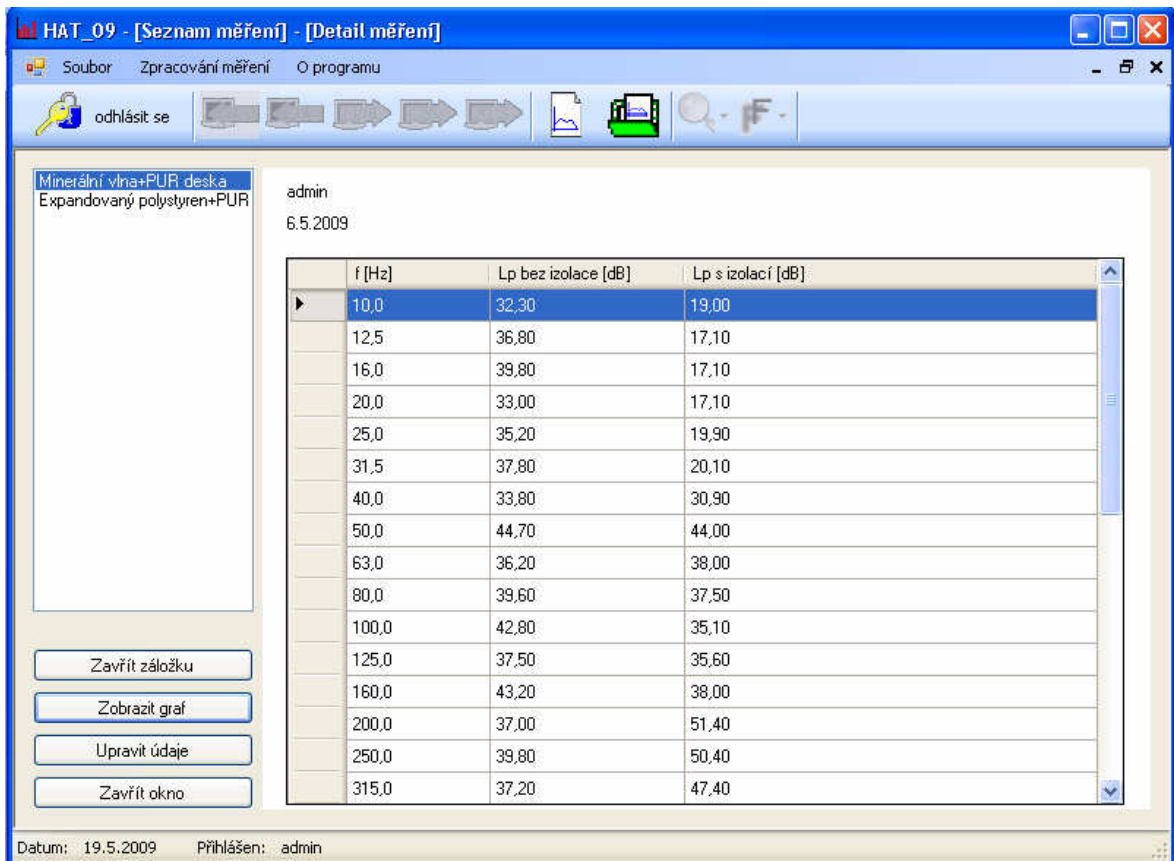 HAT_09 - [Seznam měření] - [Detail měření]
Soubor Zpracování měření O programu
odhlásit se
Minerální vlna+PUR deska
Expandovaný polystyren+PUR
admin
6.5.2009
f [Hz] Lp bez izolace [dB] Lp s izolací [dB]
10,0 32,30 19,00
12,5 36,80 17,10
16,0 39,80 17,10
20,0 33,00 17,10
25,0 35,20 19,90
31,5 37,80 20,10
40,0 33,80 30,90
50,0 44,70 44,00
63,0 36,20 38,00
80,0 39,60 37,50
100,0 42,80 35,10
125,0 37,50 35,60
160,0 43,20 38,00
200,0 37,00 51,40
250,0 39,80 50,40
315,0 37,20 47,40
Zavřít záložku
Zobrazit graf
Upravit údaje
Zavřít okno
Datum: 19.5.2009 Přihlášen: admin